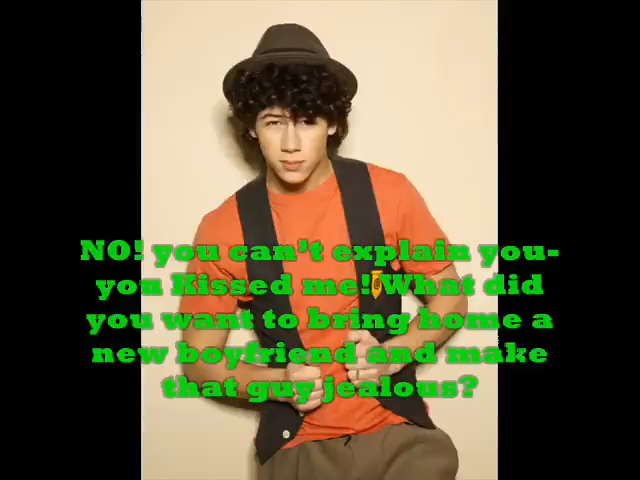 NO! you can't explain you-
you Kissed me! What did
you want to bring home a
new boyfriend and make
that guy jealous?